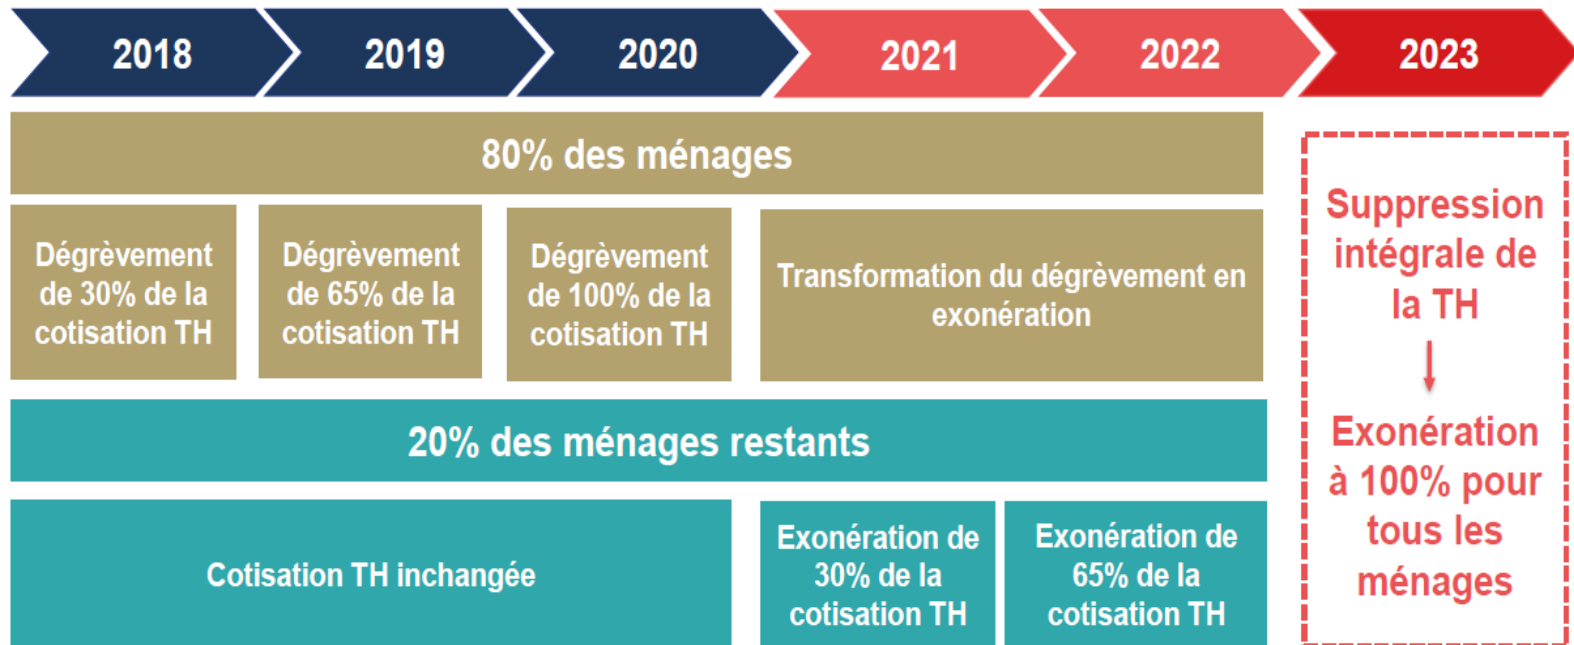 2018
2019
2020
2021
2022
2023
80% des ménages
Dégrèvement
de 30% de la
cotisation TH
Dégrèvement
de 65% de la
cotisation TH
Dégrèvement
de 100% de la
cotisation TH
Transformation du dégrèvement en
exonération
20% des ménages restants
Cotisation TH inchangée
Exonération de
30% de la
cotisation TH
Exonération de
65% de la
cotisation TH
Suppression
intégrale de
la TH
Exonération
à 100% pour
tous les
ménages